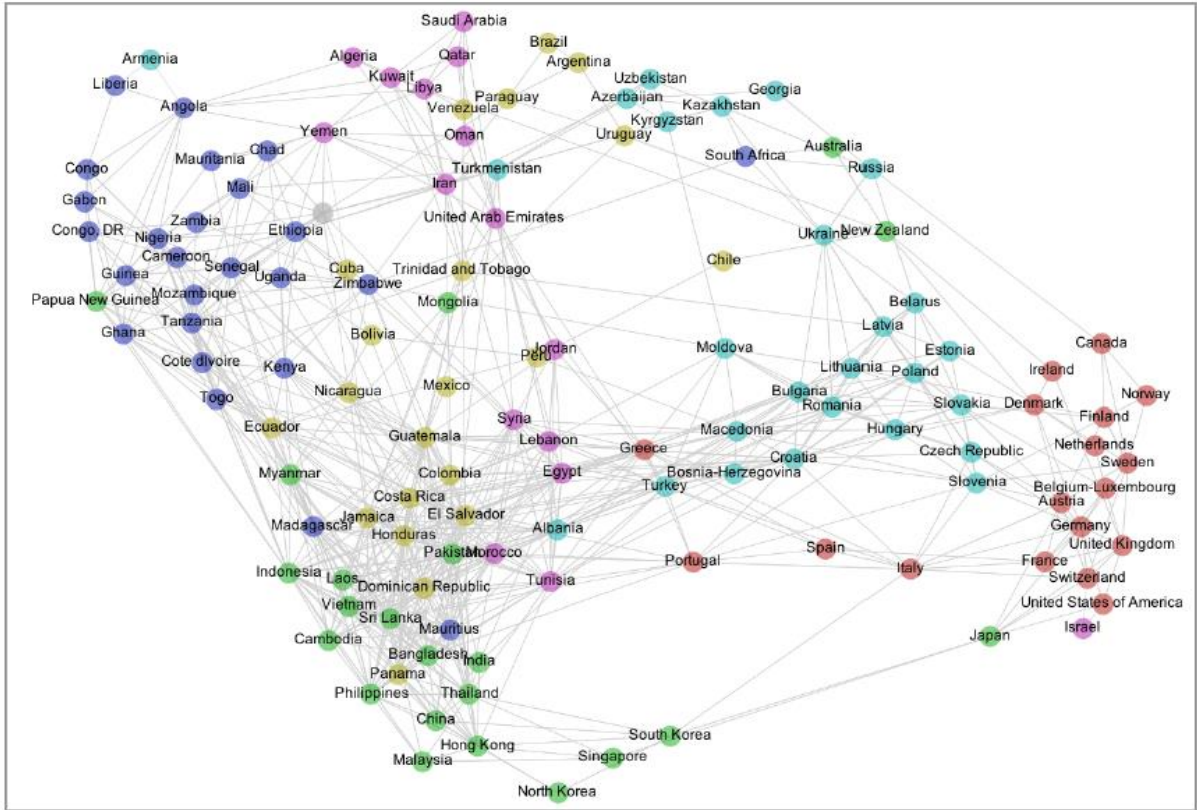 Saudi Arabia
Brazil
Algeria
Qatar
Armenia
Argentina
Kuwait
Uzbekistan
Liberia
Libya
Georgia
Azerbaijan
Paraguay
Angola
Venezuela
Kazakhstan
Kyrgyzstan
Yemen
Oman
Uruguay
Australia
Chad
Mauritania
South Africa
Congo
Turkmenistan
Russia
Mali
Iran
Gabon
United Arab Emirates
Zambia
Congo, DR
Nigeria
Ethiopia
Ukraine
New Zealand
Cameroon
Chile
Senegal
Cuba
Trinidad and Tobago
Guinea
Uganda
Zimbabwe
Mozambique
Papua New Guinea
Mongolia
Belarus
Tanzania
Latvia
Ghana
Bolivia
Canada
Jordan
Moldova
Estonia
Peru
Cote dIvoire
Kenya
Lithuania
Poland
Ireland
Mexico
Nicaragua
Bulgaria
Togo
Romania
Slovakia
Denmark
Norway
Syria
Finland
Ecuador
Guatemala
Macedonia
Hungary
Lebanon
Greece
Netherlands
Czech Republic
Croatia
Sweden
Myanmar
Colombia
Egypt
Bosnia-Herzegovina
Turkey
Slovenia
Belgium-Luxembourg
Costa Rica
Austria
Jamaica
El Salvador
Madagascar
Albania
Germany
Honduras
United Kingdom
Pakistan
Morocco
Spain
Portugal
Italy
France
Indonesia
Laos
Tunisia
Switzerland
Dominican Republic
Vietnam
United States of America
Sri Lanka
Mauritius
Israel
Cambodia
Japan
Bangladesh
India
Panama
Philippines
Thailand
China
South Korea
Hong Kong
Malaysia
Singapore
North Korea